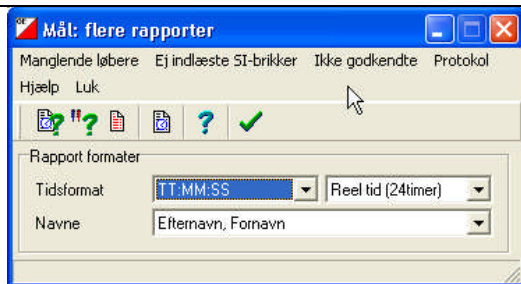 Mål: flere rapporter
Manglende løbere Ej indlæste SI-brikker Ikke godkendte Protokol
Hjælp Luk
Rapport formater
Tidsformat TT:MM:SS Reel tid (24timer)
Navne Efternavn, Fornavn